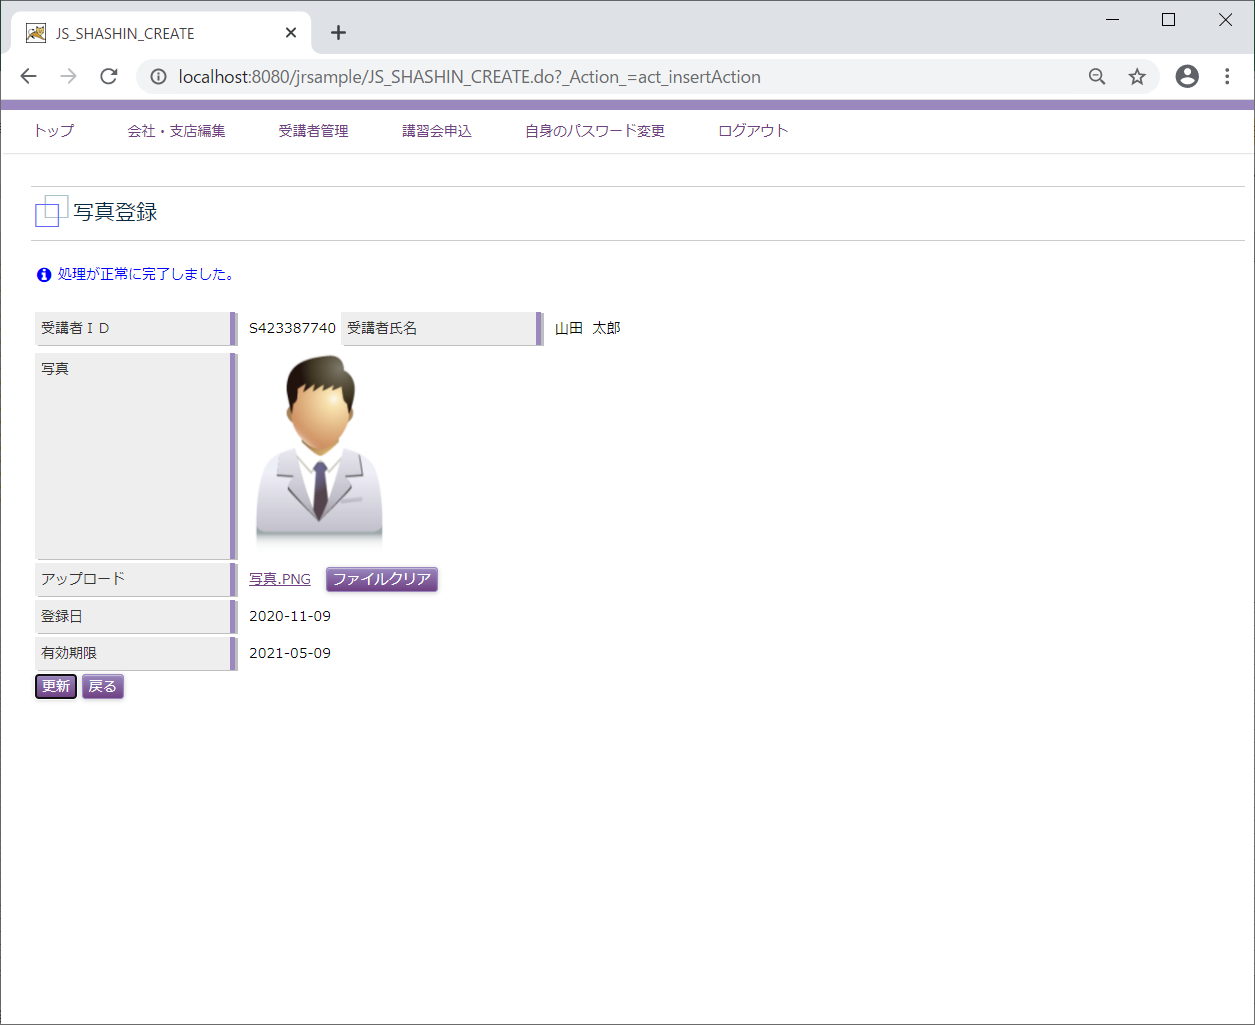 JS_SHASHIN_CREATE
localhost:8080/jrsample/JS_SHASHIN_CREATE.do?_Action_=act_insertAction
トップ 会社・支店編集 受講者管理 講習会申込 自身のパスワード変更 ログアウト
写真登録
処理が正常に完了しました。
受講者ＩＤ S423387740 受講者氏名 山田 太郎
写真
アップロード 写真.PNG ファイルクリア
登録日 2020-11-09
有効期限 2021-05-09
更新 戻る